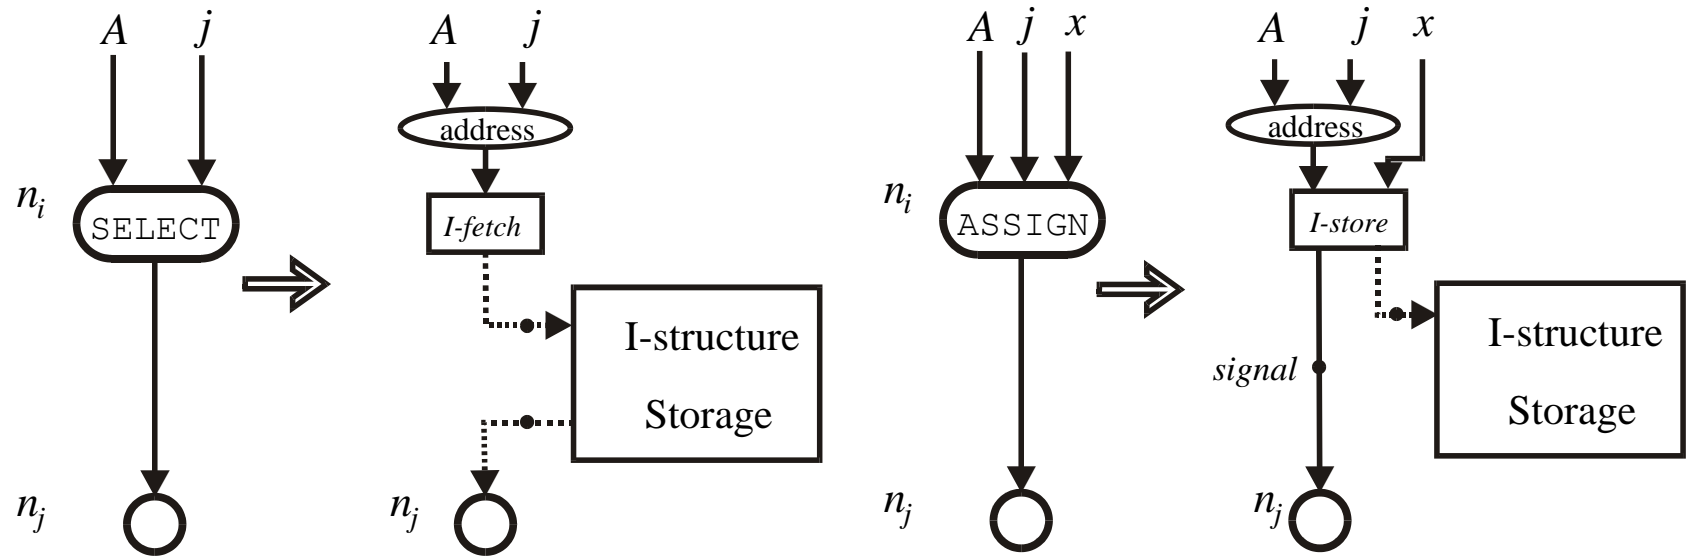 A j
n_i
SELECT
n_j
A j
address
I-fetch
I-structure
Storage
n_j
A j x
n_i
ASSIGN
n_j
A j x
address
I-store
signal
I-structure
Storage
n_j